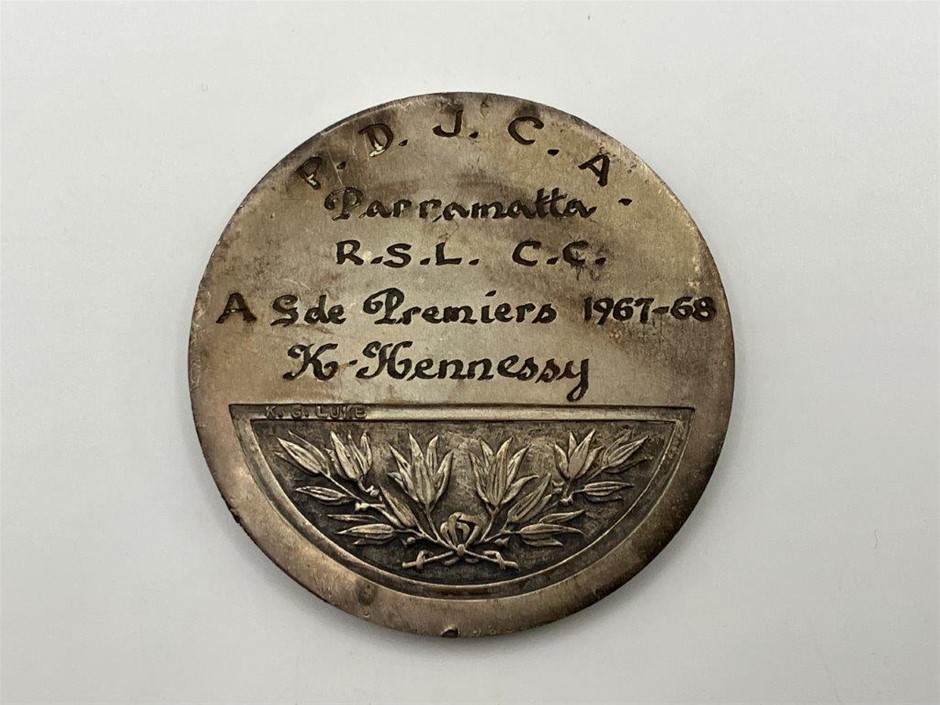 P. D. J. C. A.
Parramatta
R.S.L. C.C.
A Gde Premiers 1967-68
K-Hennessy
K. G. LUKE